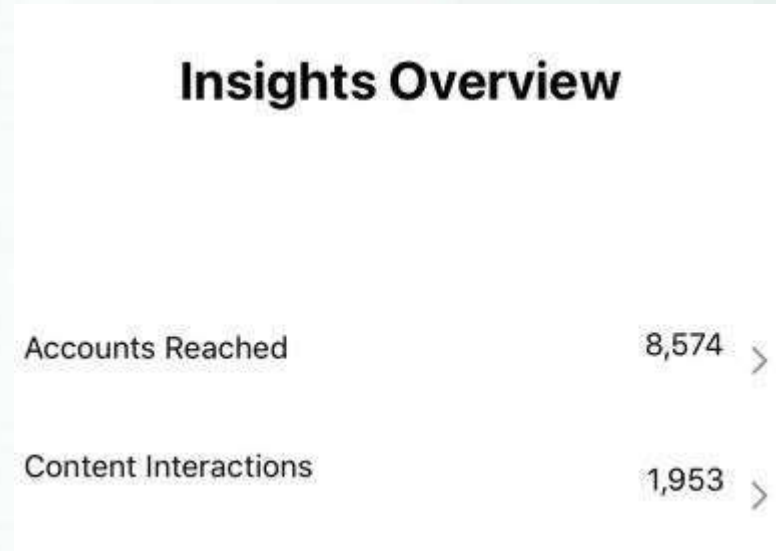 Insights Overview
Accounts Reached 8,574
Content Interactions 1,953